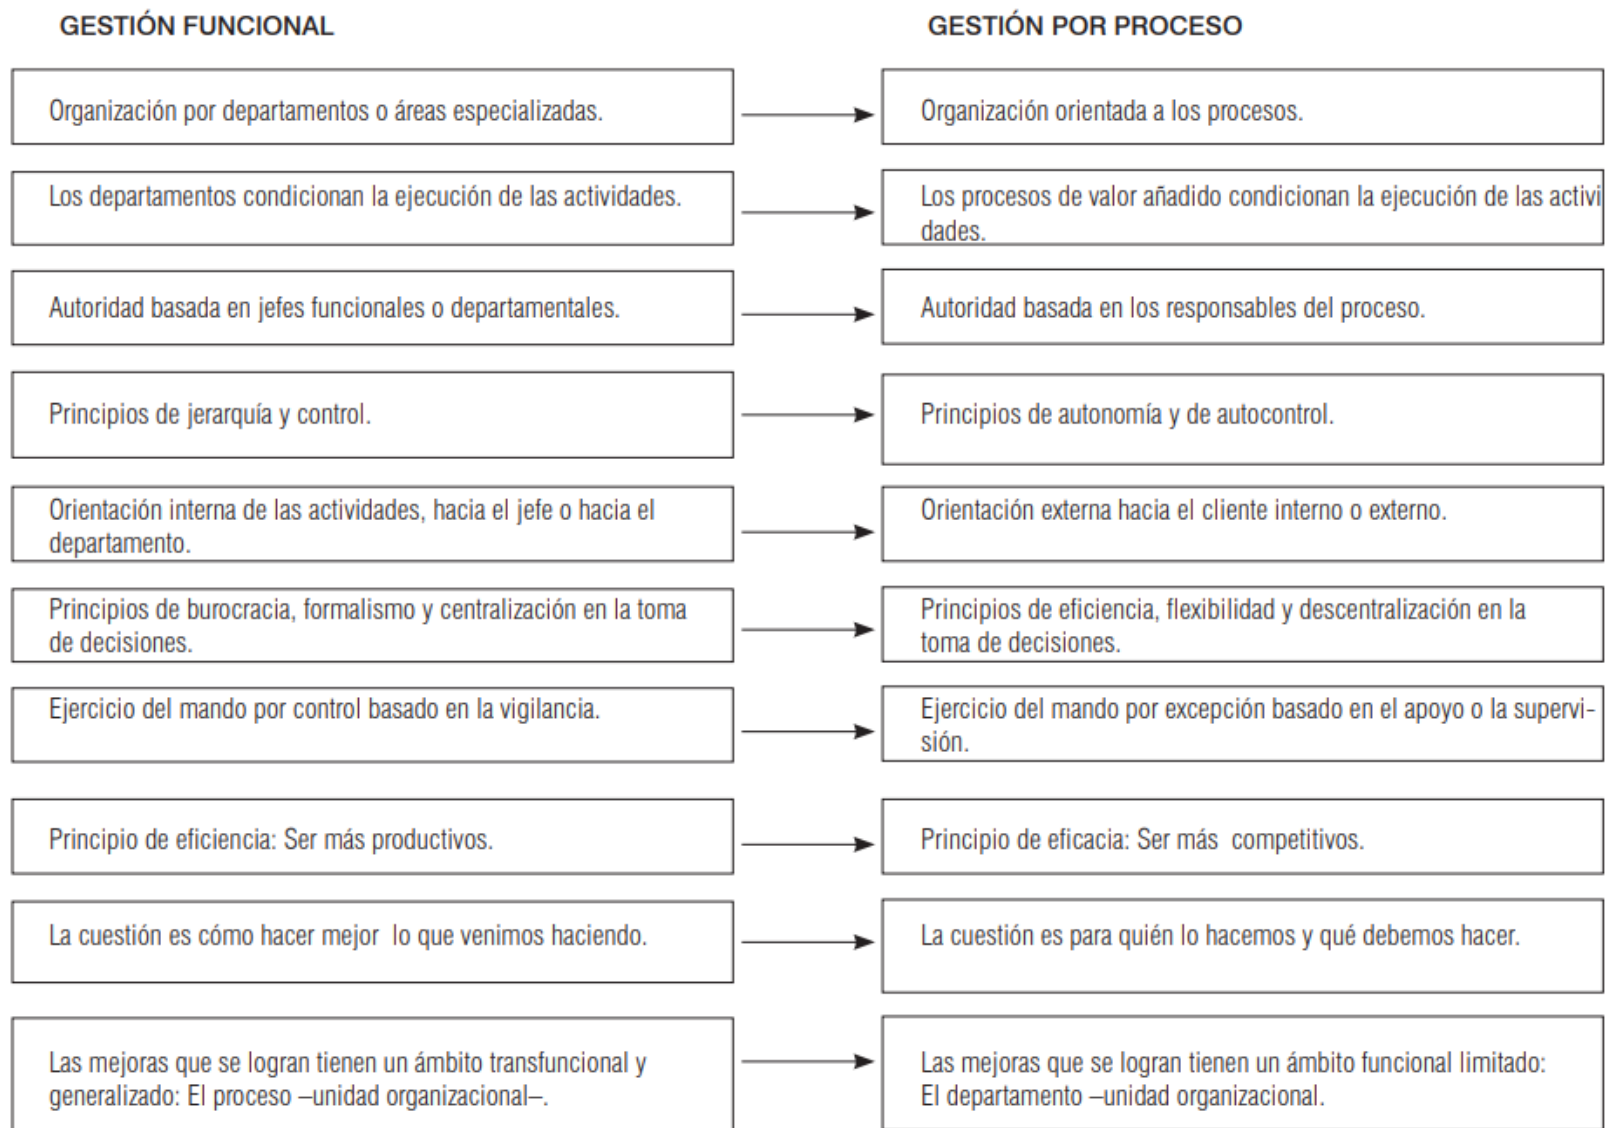 GESTIÓN FUNCIONAL
GESTIÓN POR PROCESO
Organización por departamentos o áreas especializadas.
Organización orientada a los procesos.
Los departamentos condicionan la ejecución de las actividades.
Los procesos de valor añadido condicionan la ejecución de las activi
dades.
Autoridad basada en jefes funcionales o departamentales.
Autoridad basada en los responsables del proceso.
Principios de jerarquía y control.
Principios de autonomía y de autocontrol.
Orientación interna de las actividades, hacia el jefe o hacia el
departamento.
Orientación externa hacia el cliente interno o externo.
Principios de burocracia, formalismo y centralización en la toma
de decisiones.
Principios de eficiencia, flexibilidad y descentralización en la
toma de decisiones.
Ejercicio del mando por control basado en la vigilancia.
Ejercicio del mando por excepción basado en el apoyo o la supervi-
sión.
Principio de eficiencia: Ser más productivos.
Principio de eficacia: Ser más  competitivos.
La cuestión es cómo hacer mejor  lo que venimos haciendo.
La cuestión es para quién lo hacemos y qué debemos hacer.
Las mejoras que se logran tienen un ámbito transfuncional y
generalizado: El proceso –unidad organizacional–.
Las mejoras que se logran tienen un ámbito funcional limitado:
El departamento –unidad organizacional.